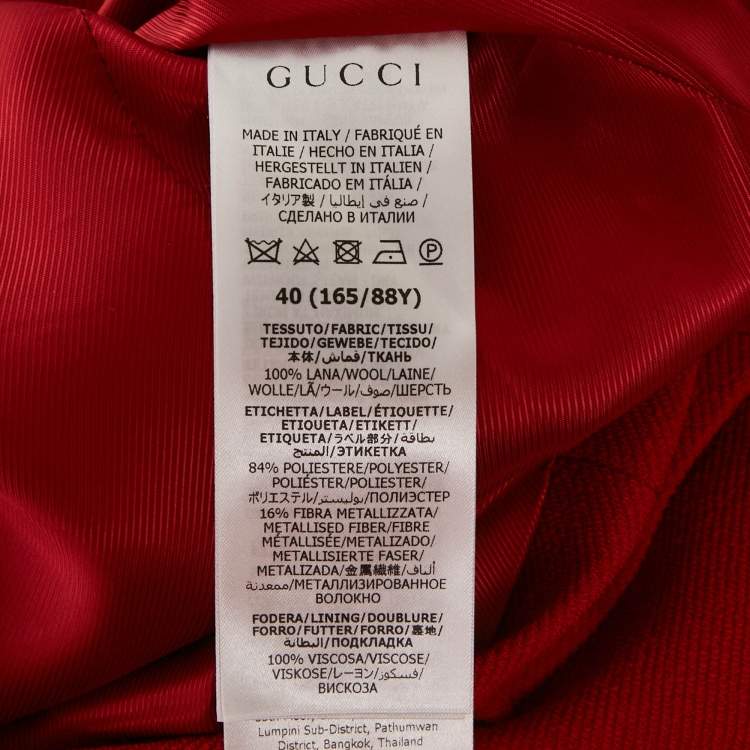 GUCCI
MADE IN ITALY / FABRIQUÉ EN
ITALIE / HECHO EN ITALIA /
HERGESTELLT IN ITALIEN /
FABRICADO EM ITÁLIA /
イタリア製 / صنع في إيطاليا /
СДЕЛАНО В ИТАЛИИ
P
40 (165/88Y)
TESSUTO/FABRIC/TISSU/
TEJIDO/GEWEBE/TECIDO/
本体/قماش/ТКАНЬ
100% LANA/WOOL/LAINE/
WOLLE/LÃ/ウール/صوف/ШЕРСТЬ
ETICHETTA/LABEL/ÉTIQUETTE/
ETIQUETA/ETIKETT/
ETIQUETA/ラベル部分/بطاقة
المنتج/ЭТИКЕТКА
84% POLIESTERE/POLYESTER/
POLIÉSTER/POLYESTER/
ポリエステル/بوليستر/ПОЛИЭСТЕР
16% FIBRA METALLIZZATA/
METALLISED FIBER/FIBRE
MÉTALLISÉE/METALIZADO/
METALLISIERTE FASER/
METALIZADA/金属繊維/ألياف
ممعدنة/МЕТАЛЛИЗИРОВАННОЕ
ВОЛОКНО
FODERA/LINING/DOUBLURE/
FORRO/FUTTER/FORRO/裏地/
البطانة/ПОДКЛАДКА
100% VISCOSA/VISCOSE/
VISKOSE/レーヨン/فسكوز/
ВИСКОЗА
Lumpini Sub-District, Pathumwan
District, Bangkok, Thailand